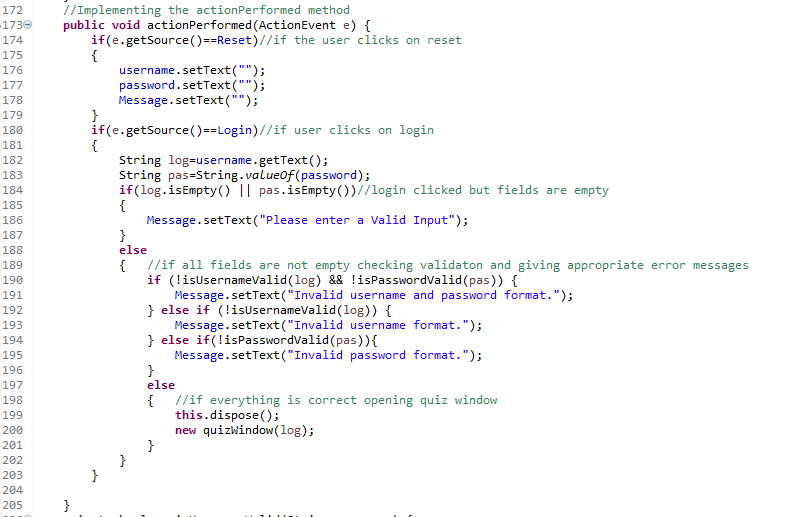 172 //Implementing the actionPerformed method
173 public void actionPerformed(ActionEvent e) {
174 if(e.getSource()==Reset)//if the user clicks on reset
175 {
176 username.setText("");
177 password.setText("");
178 Message.setText("");
179 }
180 if(e.getSource()==Login)//if user clicks on login
181 {
182 String log=username.getText();
183 String pas=String.valueOf(password);
184 if(log.isEmpty() || pas.isEmpty())//login clicked but fields are empty
185 {
186 Message.setText("Please enter a Valid Input");
187 }
188 else
189 { //if all fields are not empty checking validaton and giving appropriate error messages
190 if (!isUsernameValid(log) && !isPasswordValid(pas)) {
191 Message.setText("Invalid username and password format.");
192 } else if (!isUsernameValid(log)) {
193 Message.setText("Invalid username format.");
194 } else if(!isPasswordValid(pas)){
195 Message.setText("Invalid password format.");
196 }
197 else
198 { //if everything is correct opening quiz window
199 this.dispose();
200 new quizWindow(log);
201 }
202 }
203 }
204
205 }